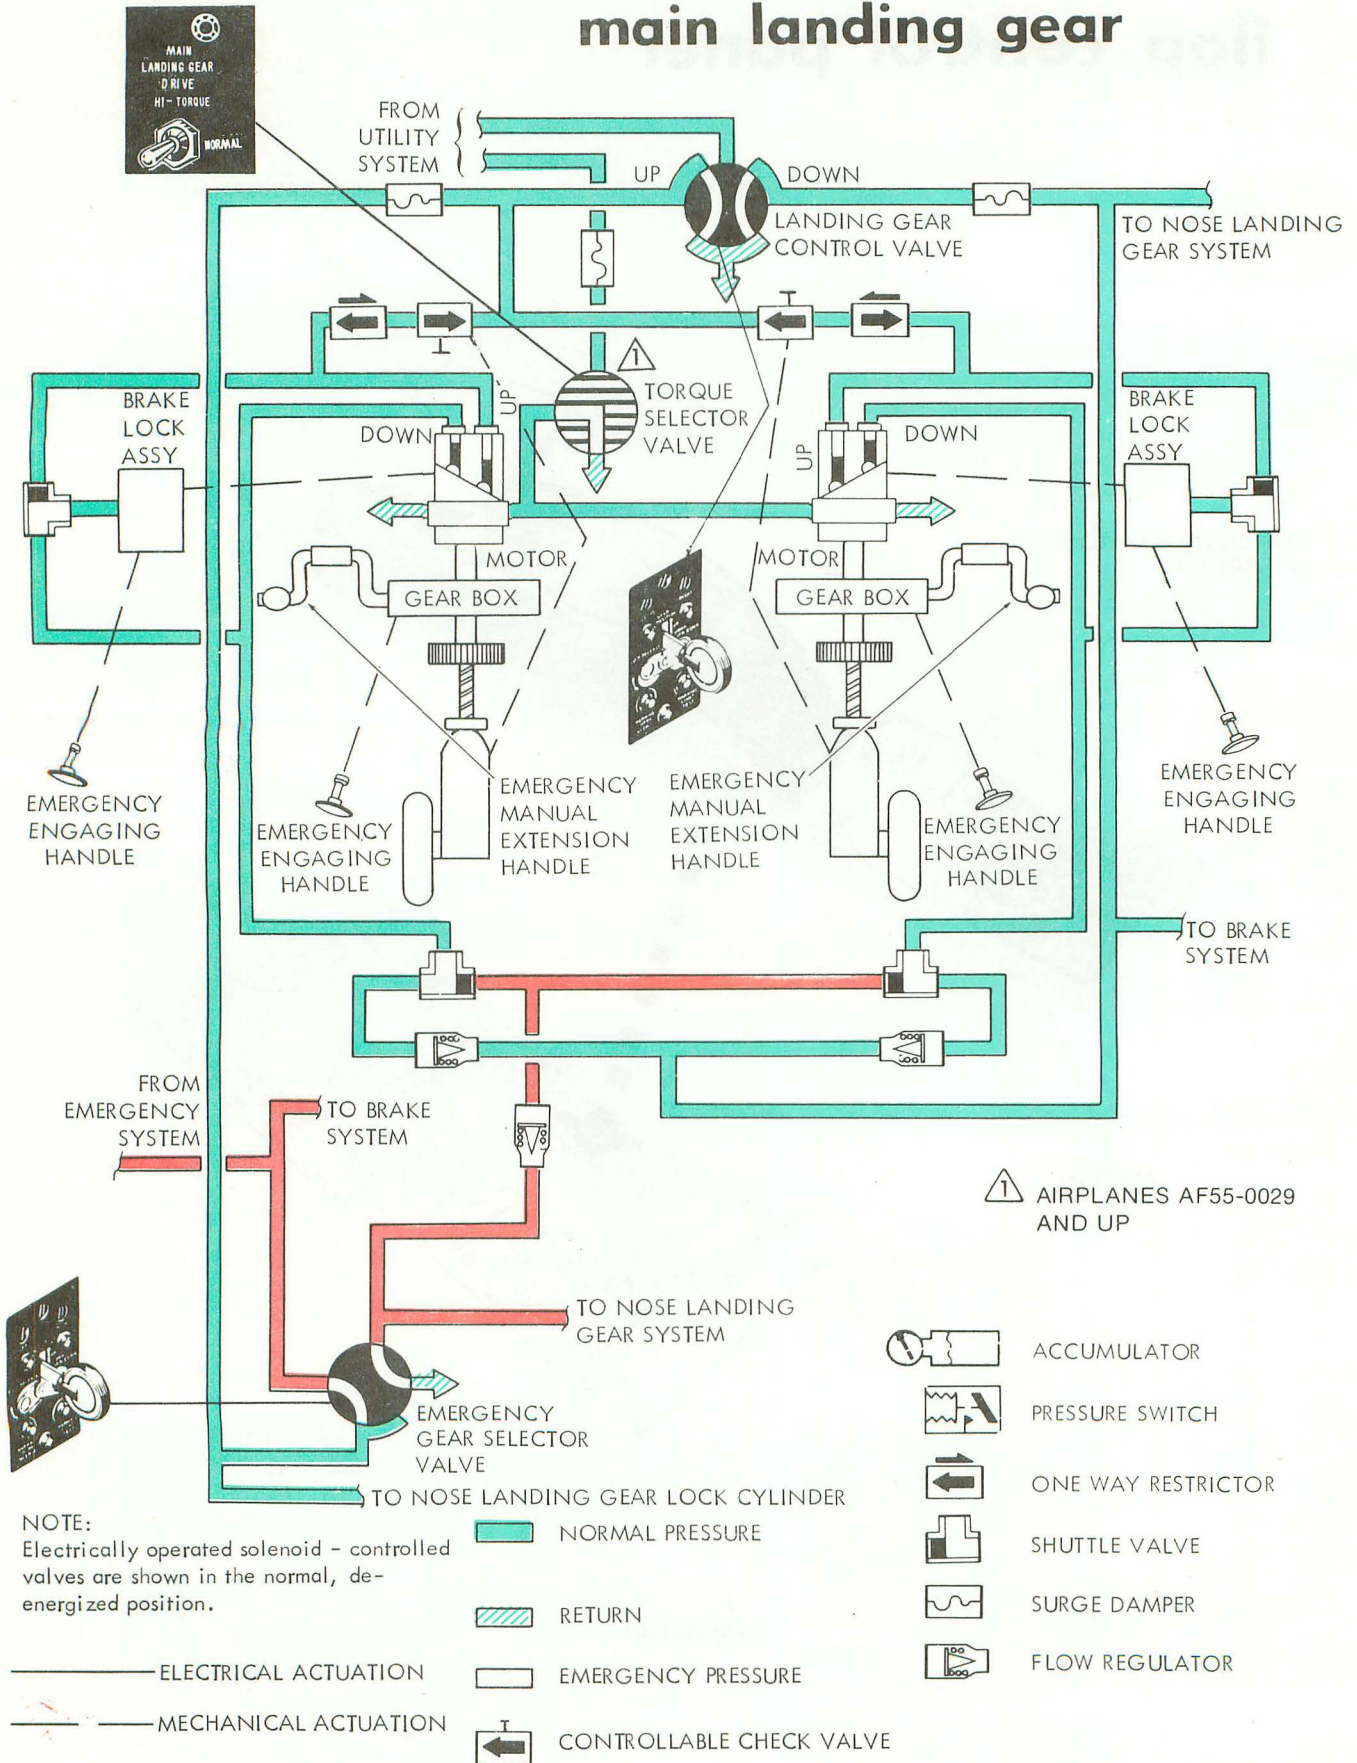 main landing gear
MAIN
LANDING GEAR
DRIVE
HI-TORQUE
NORMAL
FROM
UTILITY
SYSTEM
UP
DOWN
LANDING GEAR
CONTROL VALVE
TO NOSE LANDING
GEAR SYSTEM
1
TORQUE
SELECTOR
VALVE
BRAKE
LOCK
ASSY
DOWN
UP
UP
DOWN
BRAKE
LOCK
ASSY
MOTOR
GEAR BOX
MOTOR
GEAR BOX
EMERGENCY
ENGAGING
HANDLE
EMERGENCY
ENGAGING
HANDLE
EMERGENCY
MANUAL
EXTENSION
HANDLE
EMERGENCY
MANUAL
EXTENSION
HANDLE
EMERGENCY
ENGAGING
HANDLE
EMERGENCY
ENGAGING
HANDLE
TO BRAKE
SYSTEM
FROM
EMERGENCY
SYSTEM
TO BRAKE
SYSTEM
1 AIRPLANES AF55-0029
AND UP
TO NOSE LANDING
GEAR SYSTEM
EMERGENCY
GEAR SELECTOR
VALVE
TO NOSE LANDING GEAR LOCK CYLINDER
NOTE:
Electrically operated solenoid - controlled
valves are shown in the normal, de-
energized position.
ELECTRICAL ACTUATION
MECHANICAL ACTUATION
NORMAL PRESSURE
RETURN
EMERGENCY PRESSURE
CONTROLLABLE CHECK VALVE
ACCUMULATOR
PRESSURE SWITCH
ONE WAY RESTRICTOR
SHUTTLE VALVE
SURGE DAMPER
FLOW REGULATOR